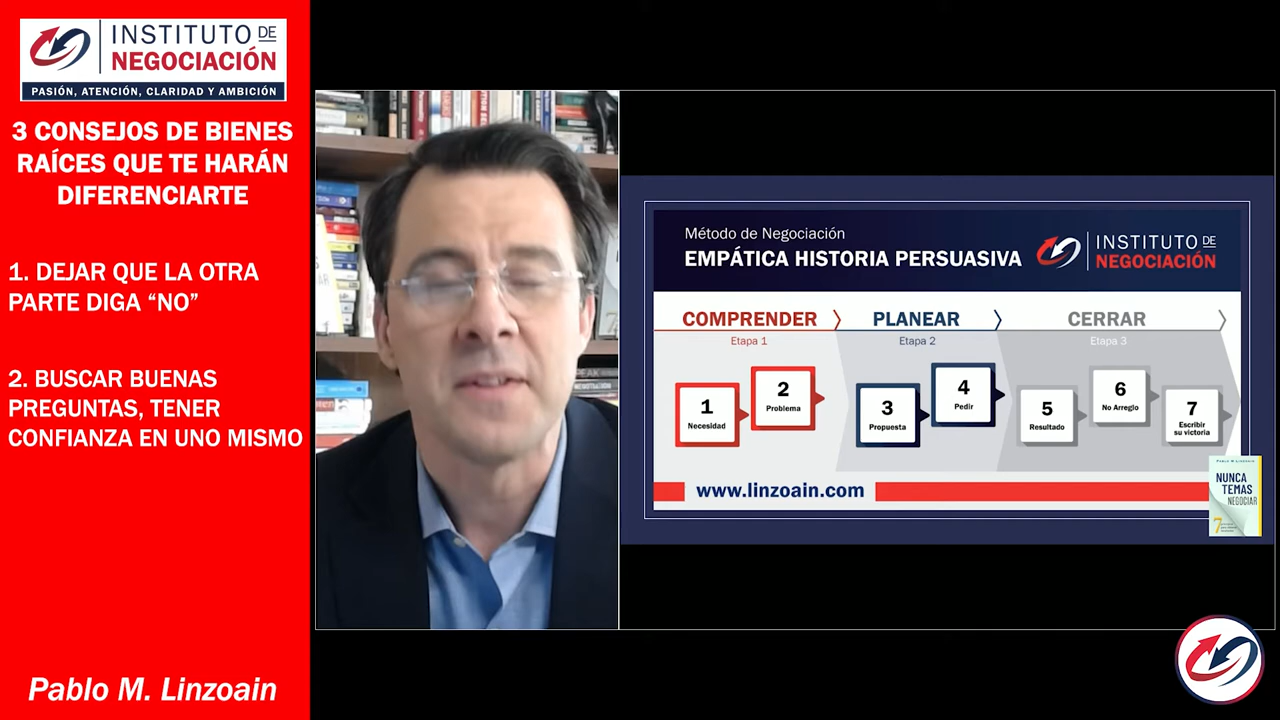 INSTITUTO DE
NEGOCIACIÓN
PASIÓN, ATENCIÓN, CLARIDAD Y AMBICIÓN
3 CONSEJOS DE BIENES
RAÍCES QUE TE HARÁN
DIFERENCIARTE
1. DEJAR QUE LA OTRA
PARTE DIGA “NO”
2. BUSCAR BUENAS
PREGUNTAS, TENER
CONFIANZA EN UNO MISMO
Pablo M. Linzoain
Método de Negociación
EMPÁTICA HISTORIA PERSUASIVA
INSTITUTO DE
NEGOCIACIÓN
COMPRENDER
Etapa 1
PLANEAR
Etapa 2
CERRAR
Etapa 3
1
Necesidad
2
Problema
3
Propuesta
4
Pedir
5
Resultado
6
No Arreglo
7
Escribir
su victoria
www.linzoain.com
PABLO M LINZOAIN
NUNCA
TEMAS
NEGOCIAR
7